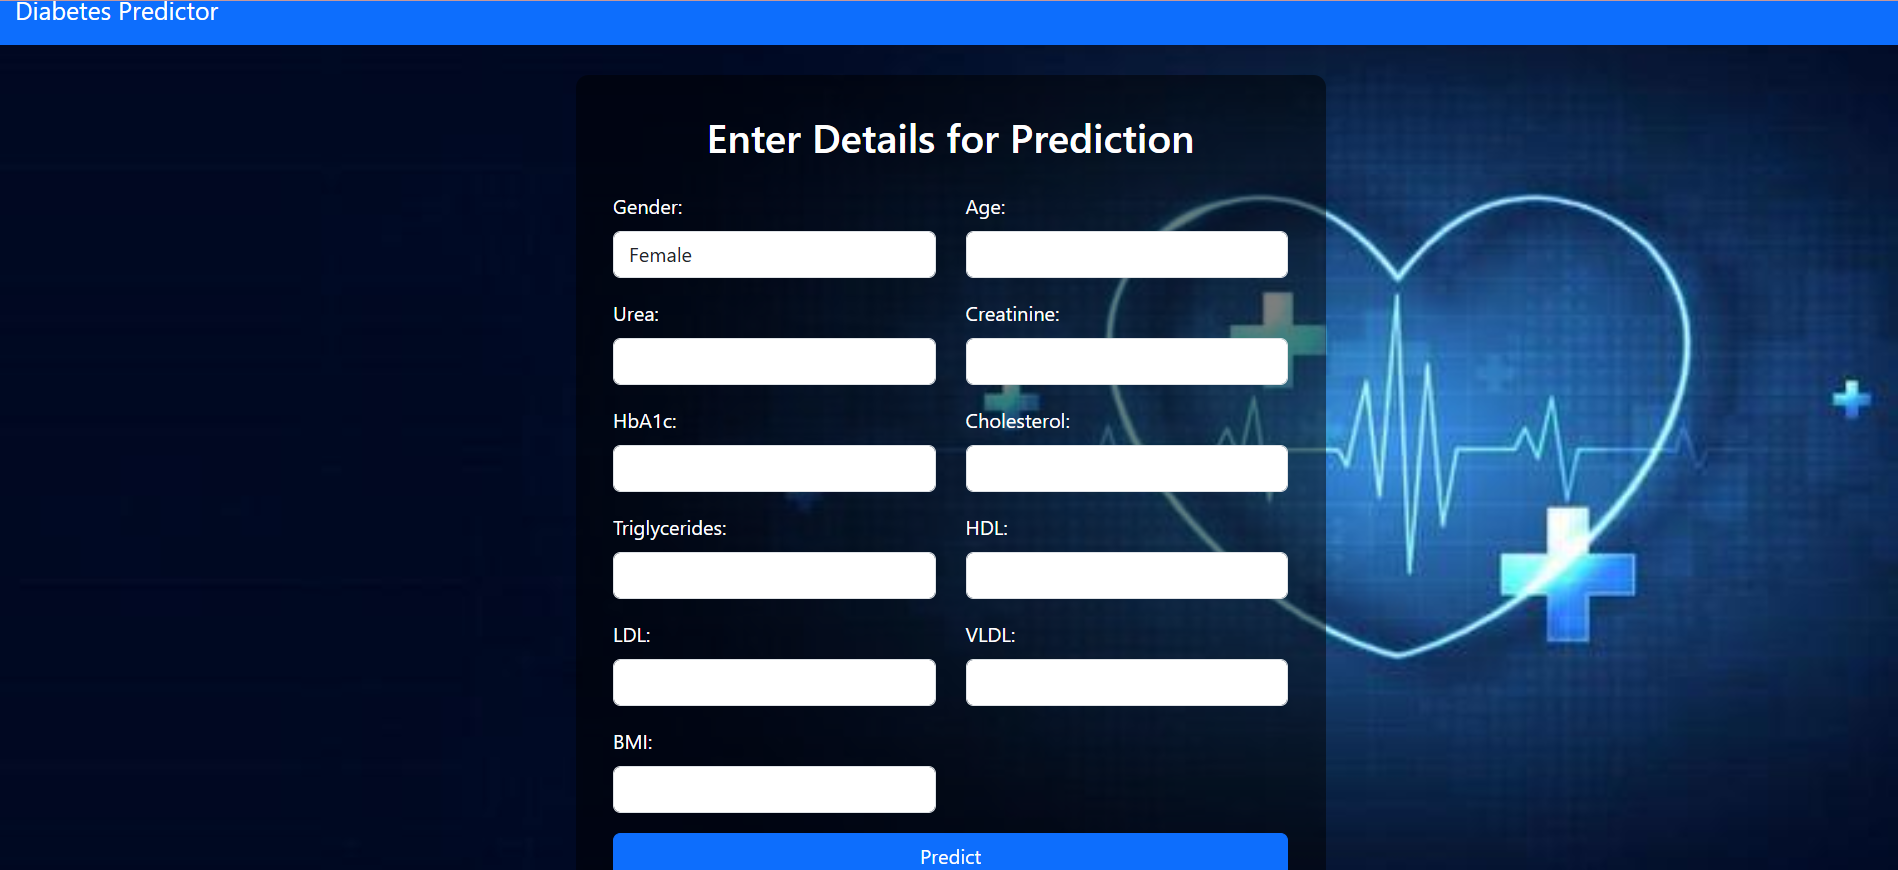 Diabetes Predictor
Enter Details for Prediction
Gender: Age:
Female
Urea: Creatinine:
HbA1c: Cholesterol:
Triglycerides: HDL:
LDL: VLDL:
BMI:
Predict